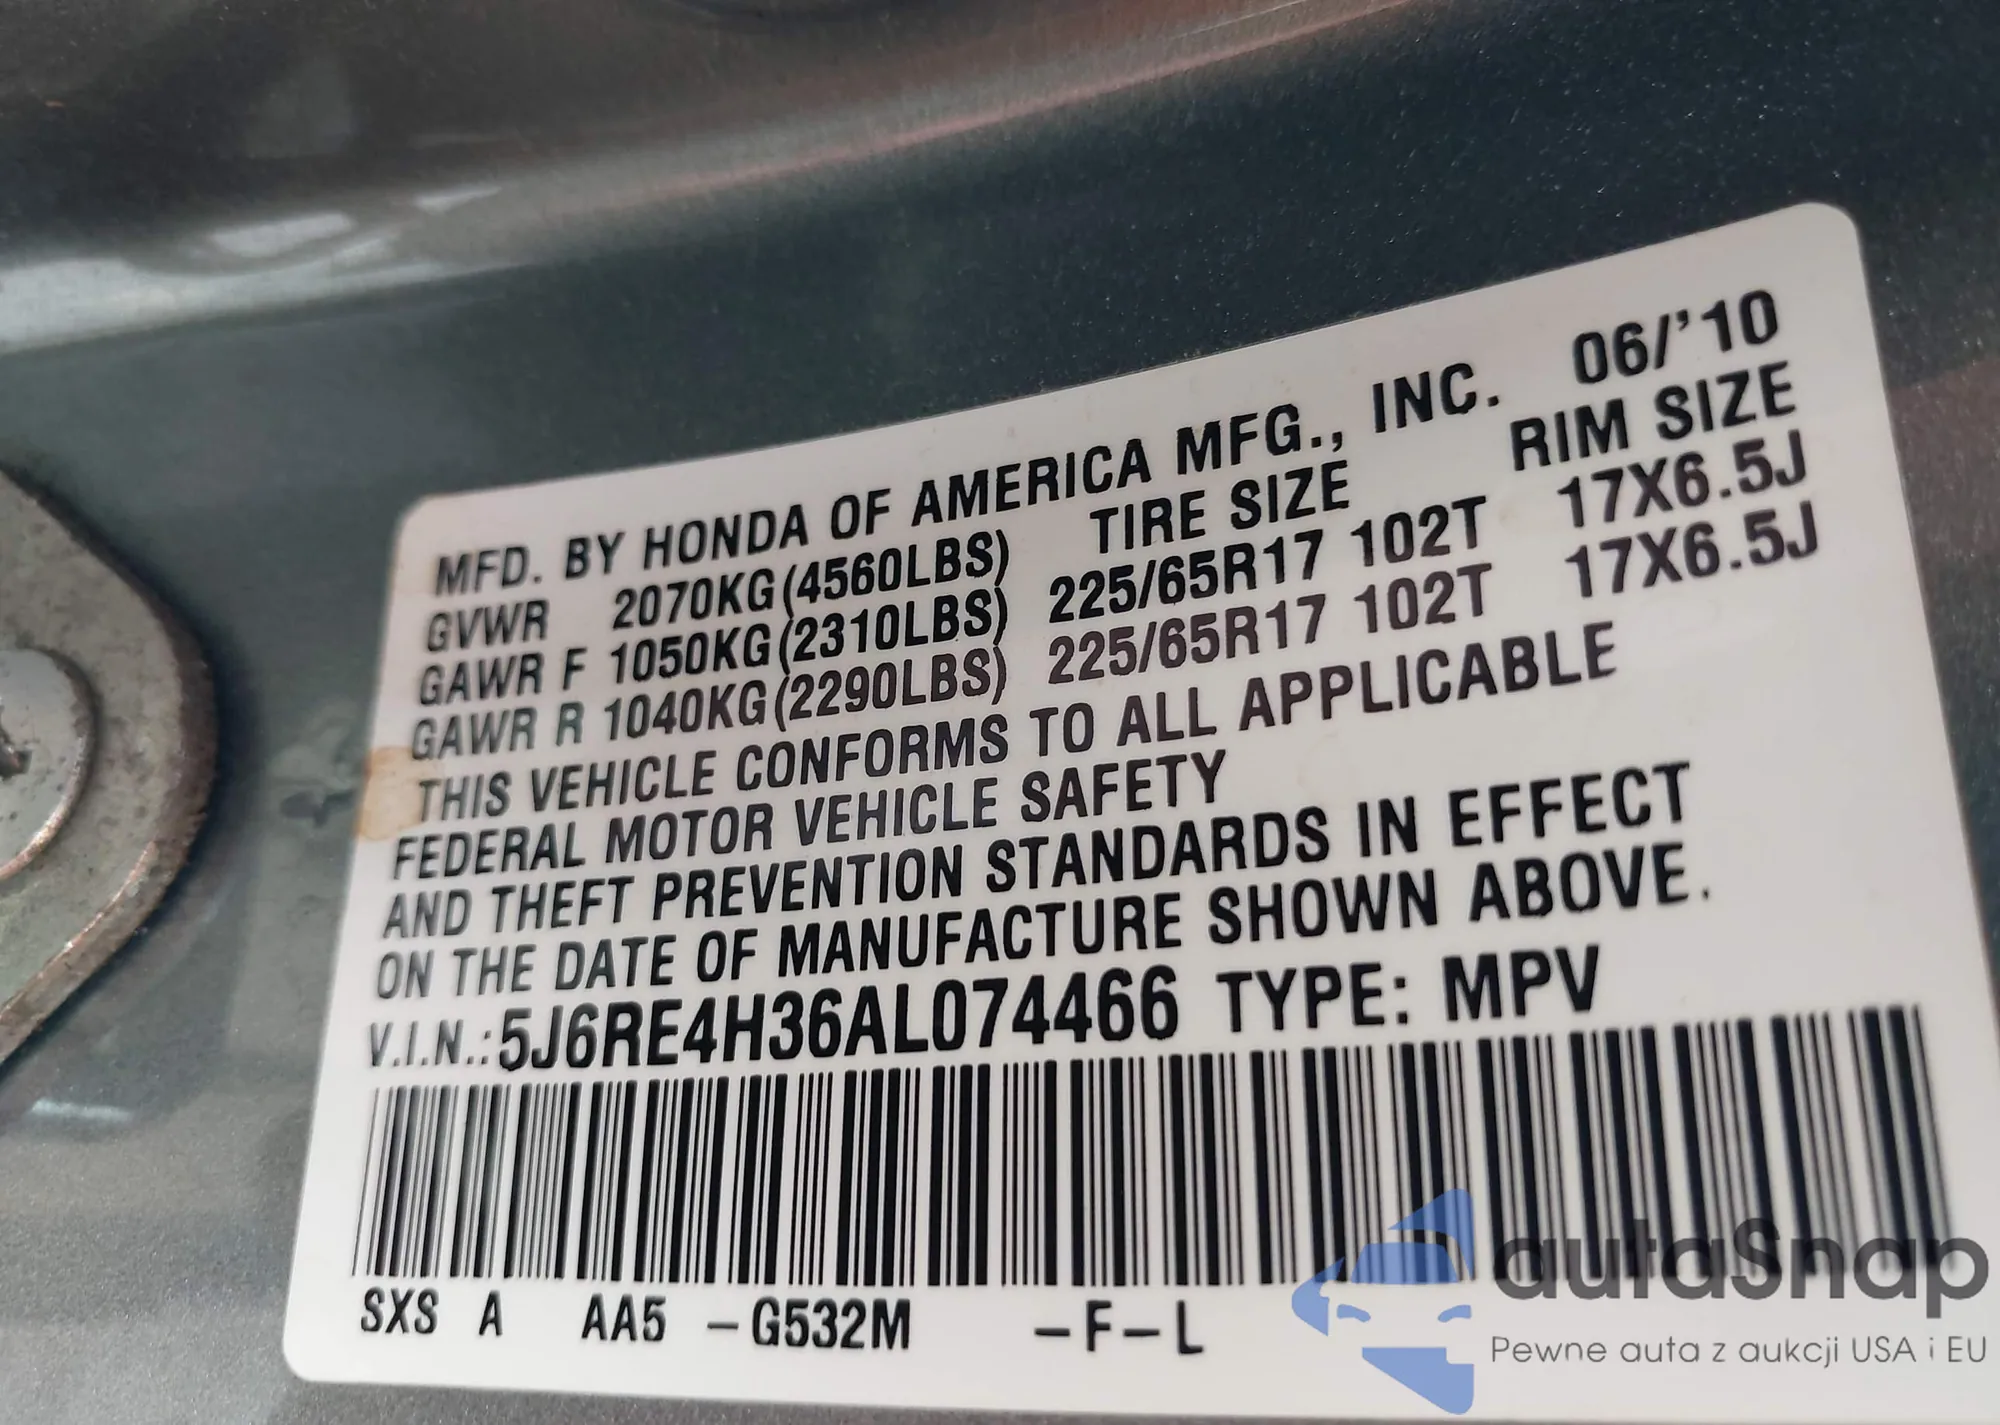 MFD. BY HONDA OF AMERICA MFG., INC. 06/'10
GVWR 2070KG(4560LBS) TIRE SIZE RIM SIZE
GAWR F 1050KG(2310LBS) 225/65R17 102T 17X6.5J
GAWR R 1040KG(2290LBS) 225/65R17 102T 17X6.5J
THIS VEHICLE CONFORMS TO ALL APPLICABLE
FEDERAL MOTOR VEHICLE SAFETY
AND THEFT PREVENTION STANDARDS IN EFFECT
ON THE DATE OF MANUFACTURE SHOWN ABOVE.
V.I.N.:5J6RE4H36AL074466 TYPE: MPV
SXS A AA5 -G532M -F-L
autaSnap
Pewne auta z aukcji USA i EU